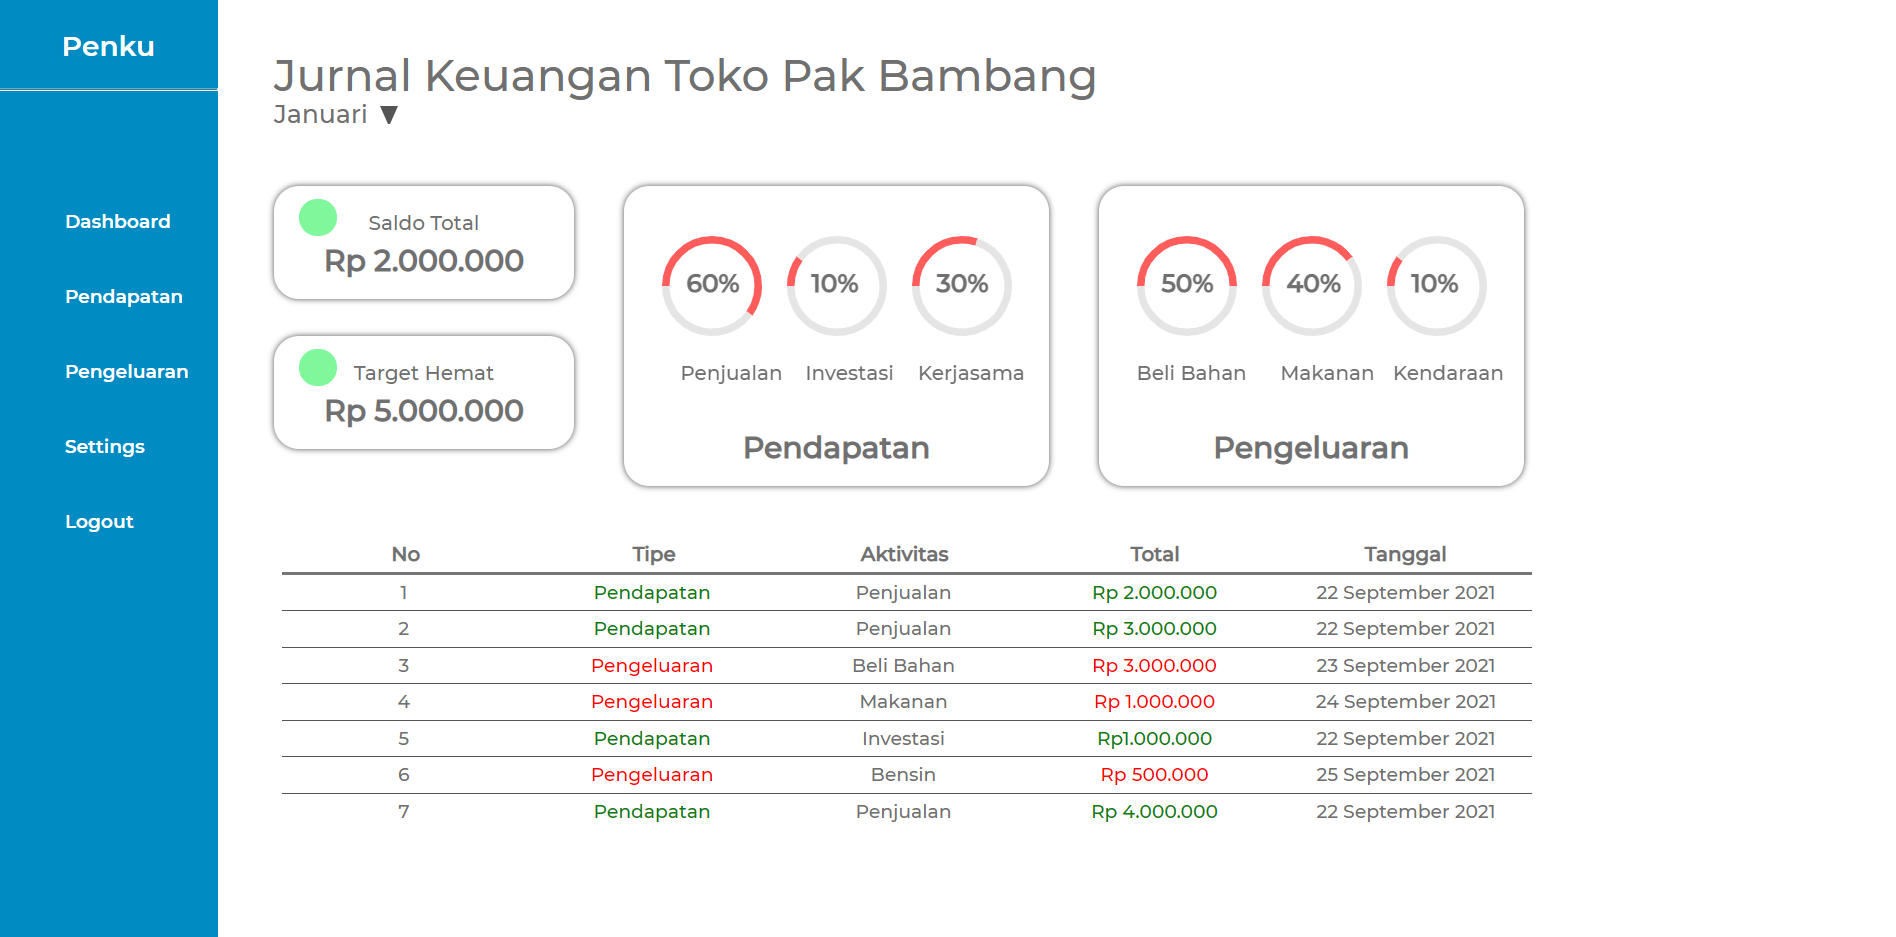 Penku
Dashboard
Pendapatan
Pengeluaran
Settings
Logout
Jurnal Keuangan Toko Pak Bambang
Januari ▼
Saldo Total
Rp 2.000.000
Target Hemat
Rp 5.000.000
60% 10% 30%
Penjualan Investasi Kerjasama
Pendapatan
50% 40% 10%
Beli Bahan Makanan Kendaraan
Pengeluaran
No Tipe Aktivitas Total Tanggal
1 Pendapatan Penjualan Rp 2.000.000 22 September 2021
2 Pendapatan Penjualan Rp 3.000.000 22 September 2021
3 Pengeluaran Beli Bahan Rp 3.000.000 23 September 2021
4 Pengeluaran Makanan Rp 1.000.000 24 September 2021
5 Pendapatan Investasi Rp1.000.000 22 September 2021
6 Pengeluaran Bensin Rp 500.000 25 September 2021
7 Pendapatan Penjualan Rp 4.000.000 22 September 2021